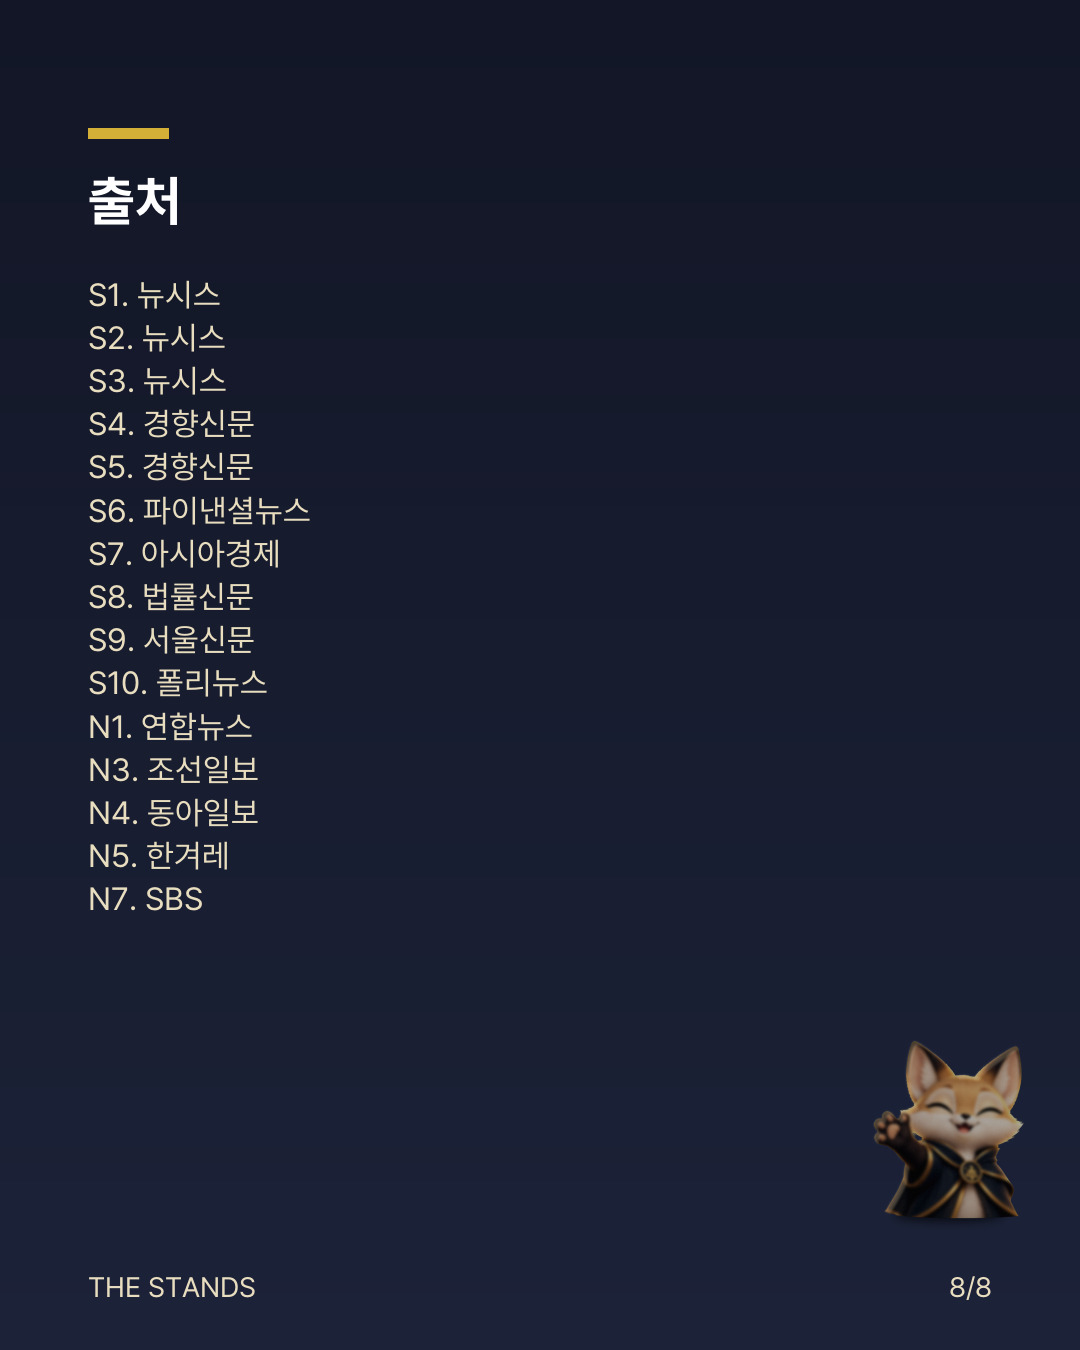 출처
S1. 뉴시스
S2. 뉴시스
S3. 뉴시스
S4. 경향신문
S5. 경향신문
S6. 파이낸셜뉴스
S7. 아시아경제
S8. 법률신문
S9. 서울신문
S10. 폴리뉴스
N1. 연합뉴스
N3. 조선일보
N4. 동아일보
N5. 한겨레
N7. SBS
THE STANDS
8/8